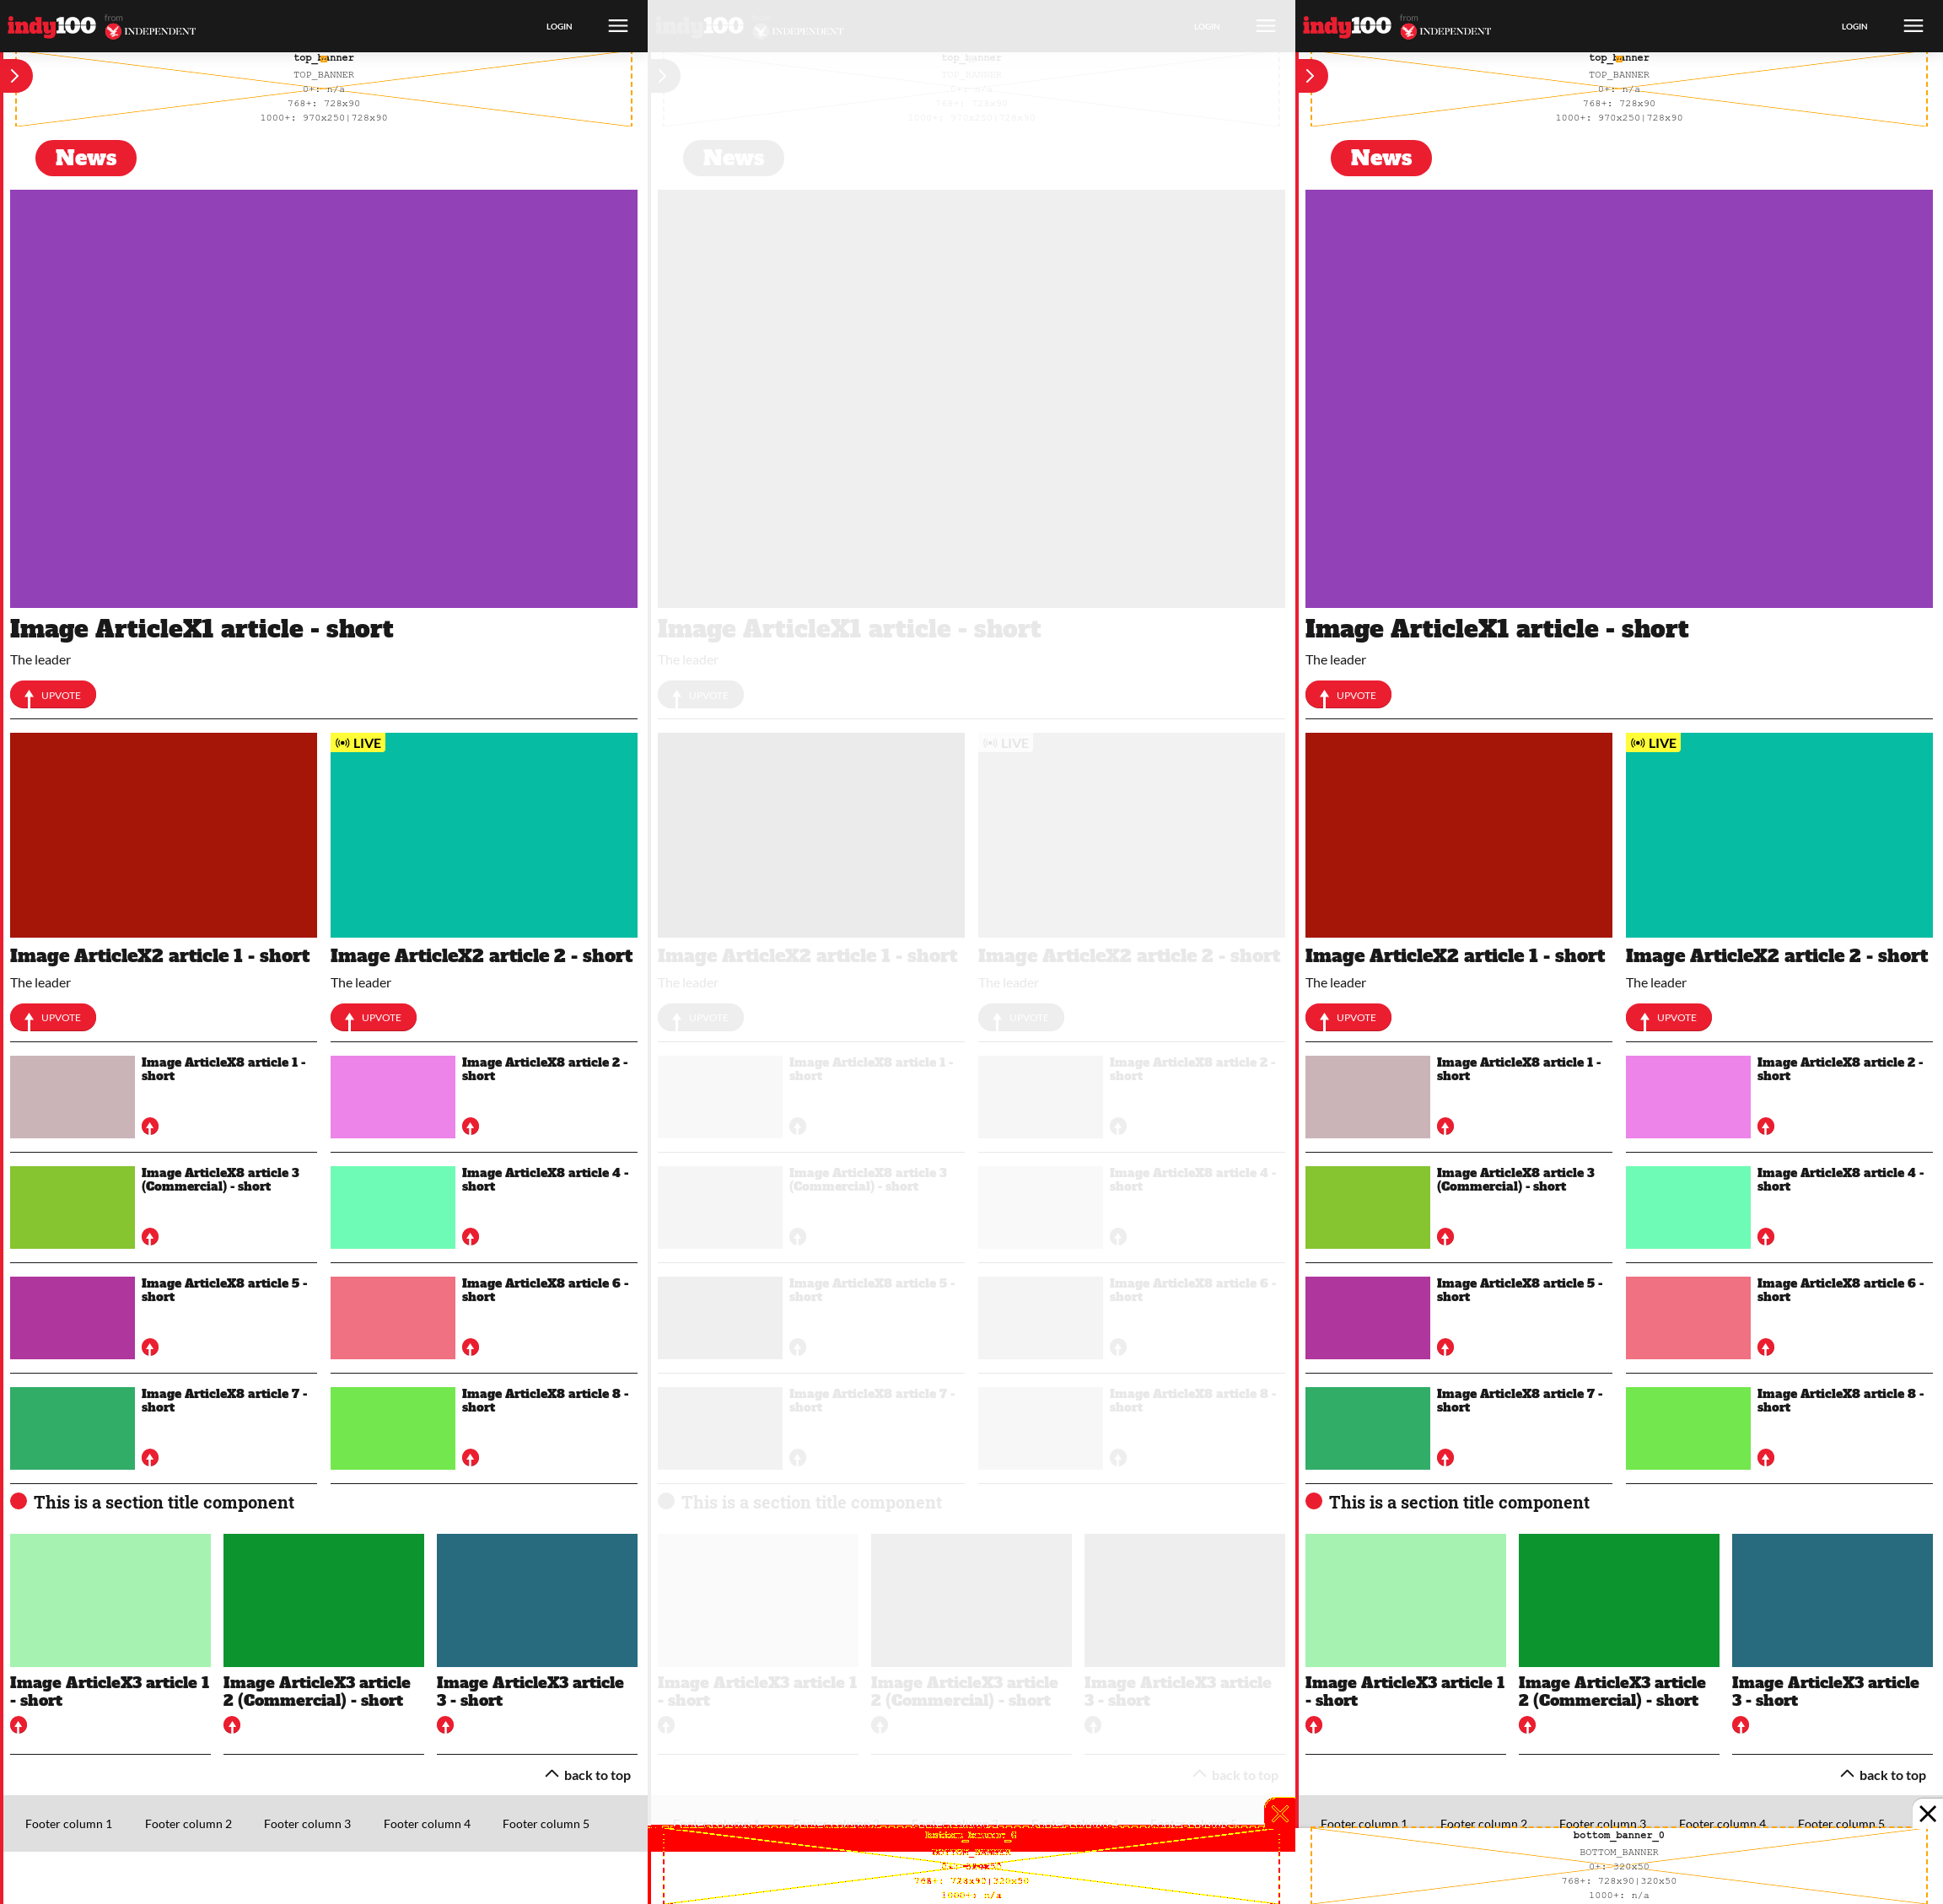 indy100 from INDEPENDENT LOGIN
top_banner
TOP_BANNER
0+: n/a
768+: 728x90
1000+: 970x250|728x90
News
Image ArticleX1 article - short
The leader
UPVOTE
LIVE
Image ArticleX2 article 1 - short
The leader
UPVOTE
Image ArticleX2 article 2 - short
The leader
UPVOTE
Image ArticleX8 article 1 -
short
Image ArticleX8 article 2 -
short
Image ArticleX8 article 3
(Commercial) - short
Image ArticleX8 article 4 -
short
Image ArticleX8 article 5 -
short
Image ArticleX8 article 6 -
short
Image ArticleX8 article 7 -
short
Image ArticleX8 article 8 -
short
This is a section title component
Image ArticleX3 article 1
- short
Image ArticleX3 article
2 (Commercial) - short
Image ArticleX3 article
3 - short
back to top
Footer column 1 Footer column 2 Footer column 3 Footer column 4 Footer column 5
indy100 from INDEPENDENT LOGIN
top_banner
TOP_BANNER
0+: n/a
768+: 728x90
1000+: 970x250|728x90
News
Image ArticleX1 article - short
The leader
UPVOTE
LIVE
Image ArticleX2 article 1 - short
The leader
UPVOTE
Image ArticleX2 article 2 - short
The leader
UPVOTE
Image ArticleX8 article 1 -
short
Image ArticleX8 article 2 -
short
Image ArticleX8 article 3
(Commercial) - short
Image ArticleX8 article 4 -
short
Image ArticleX8 article 5 -
short
Image ArticleX8 article 6 -
short
Image ArticleX8 article 7 -
short
Image ArticleX8 article 8 -
short
This is a section title component
Image ArticleX3 article 1
- short
Image ArticleX3 article
2 (Commercial) - short
Image ArticleX3 article
3 - short
back to top
BOTTOM_BANNER
768+: 728x90|320x50
1000+: n/a
indy100 from INDEPENDENT LOGIN
top_banner
TOP_BANNER
0+: n/a
768+: 728x90
1000+: 970x250|728x90
News
Image ArticleX1 article - short
The leader
UPVOTE
LIVE
Image ArticleX2 article 1 - short
The leader
UPVOTE
Image ArticleX2 article 2 - short
The leader
UPVOTE
Image ArticleX8 article 1 -
short
Image ArticleX8 article 2 -
short
Image ArticleX8 article 3
(Commercial) - short
Image ArticleX8 article 4 -
short
Image ArticleX8 article 5 -
short
Image ArticleX8 article 6 -
short
Image ArticleX8 article 7 -
short
Image ArticleX8 article 8 -
short
This is a section title component
Image ArticleX3 article 1
- short
Image ArticleX3 article
2 (Commercial) - short
Image ArticleX3 article
3 - short
back to top
Footer column 1 Footer column 2 Footer column 3 Footer column 4 Footer column 5
bottom_banner_0
BOTTOM_BANNER
0+: 320x50
768+: 728x90|320x50
1000+: n/a